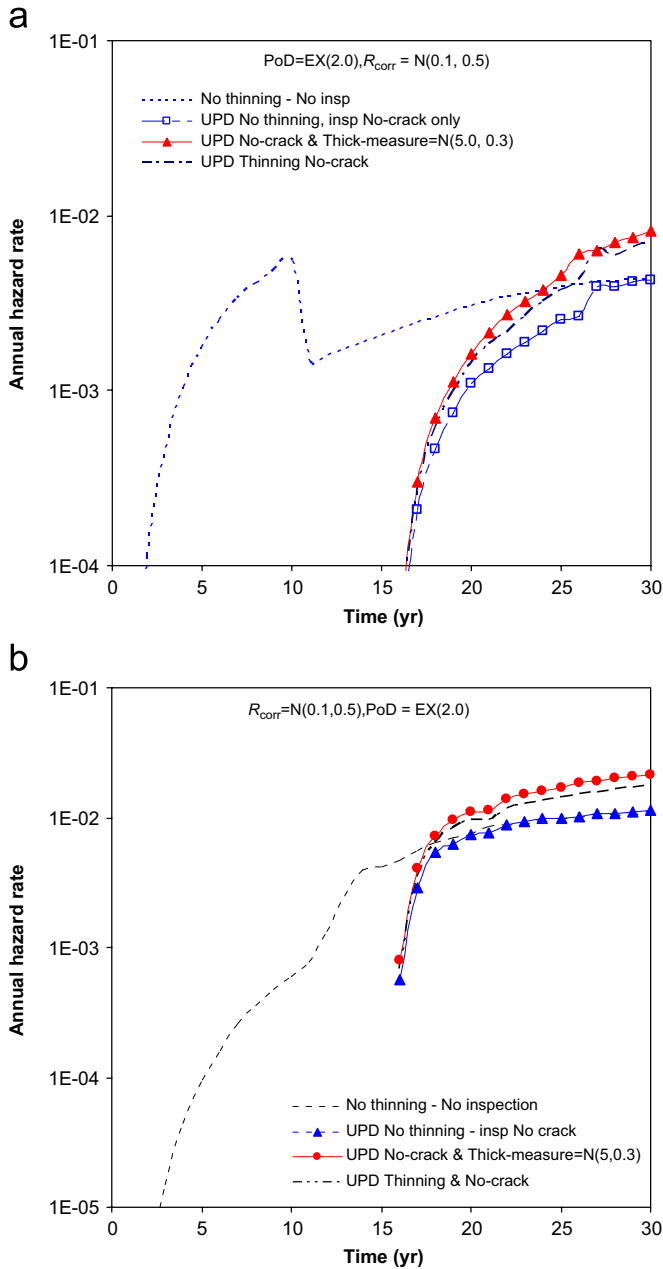 a
1E-01
PoD=EX(2.0),Rcorr = N(0.1, 0.5)
No thinning - No insp
UPD No thinning, insp No-crack only
UPD No-crack & Thick-measure=N(5.0, 0.3)
UPD Thinning No-crack
1E-02
Annual hazard rate
1E-03
1E-04
0 5 10 15 20 25 30
Time (yr)
b
1E-01
Rcorr=N(0.1,0.5),PoD = EX(2.0)
1E-02
Annual hazard rate
1E-03
1E-04
No thinning - No inspection
UPD No thinning - insp No crack
UPD No-crack & Thick-measure=N(5,0.3)
UPD Thinning & No-crack
1E-05
0 5 10 15 20 25 30
Time (yr)